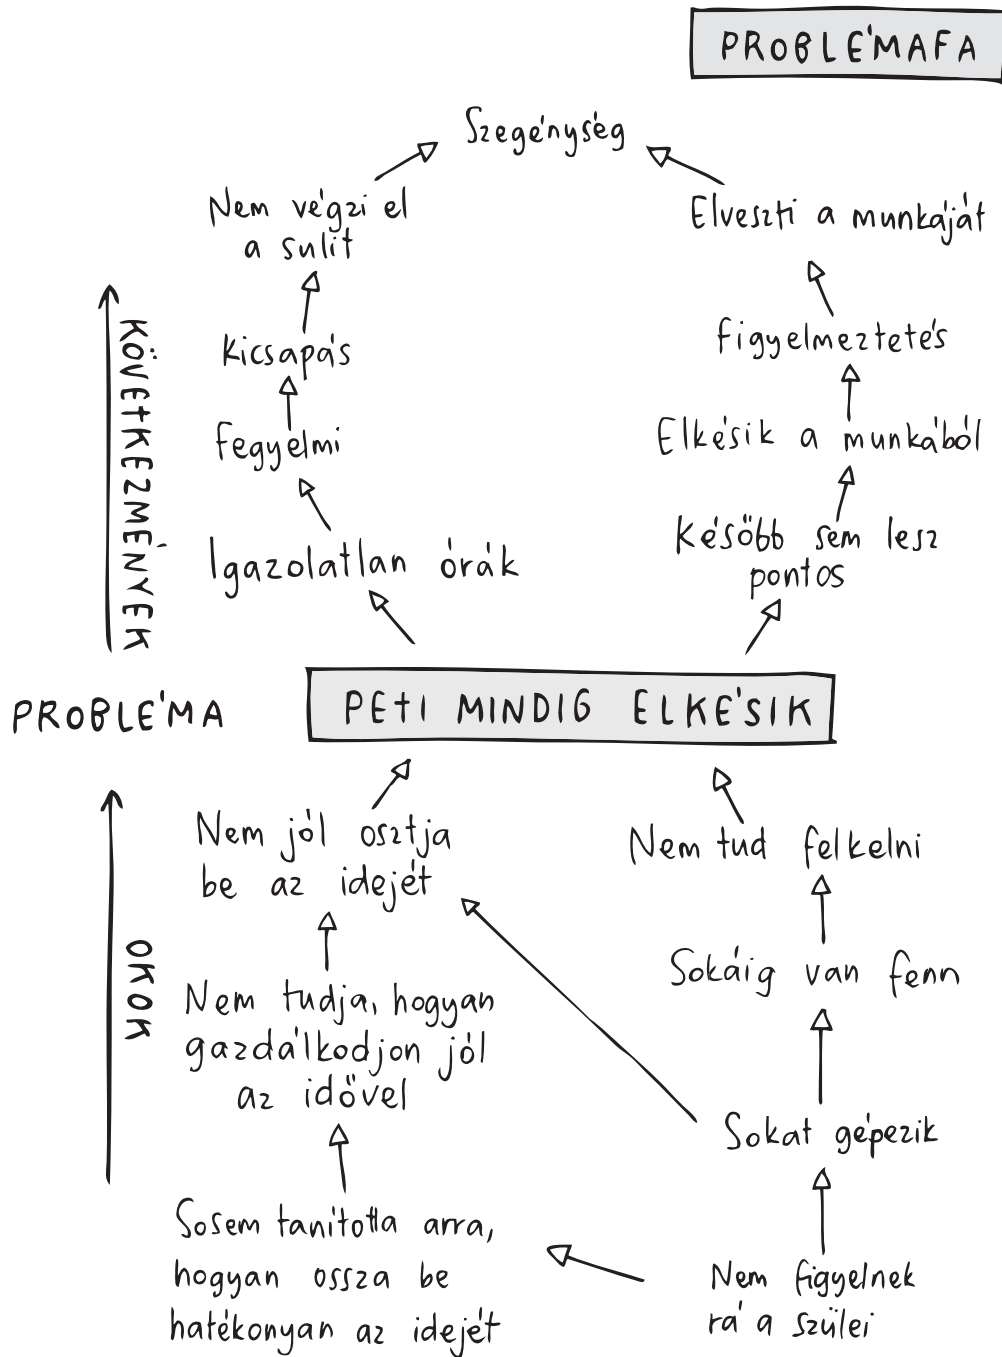 PROBLÉMAFA
Szegénység
Nem végzi el
a sulit
Elveszti a munkáját
Kicsapás
Figyelmeztetés
Fegyelmi
Elkésik a munkából
Igazolatlan órák
Később sem lesz
pontos
KÖVETKEZMÉNYEK
PROBLÉMA
PETI MINDIG ELKÉSIK
OKOK
Nem jól osztja
be az idejét
Nem tud felkelni
Nem tudja, hogyan
gazdálkodjon jól
az idővel
Sokáig van fenn
Sokat gépezik
Sosem tanította arra,
hogyan ossza be
hatékonyan az idejét
Nem figyelnek
rá a szülei